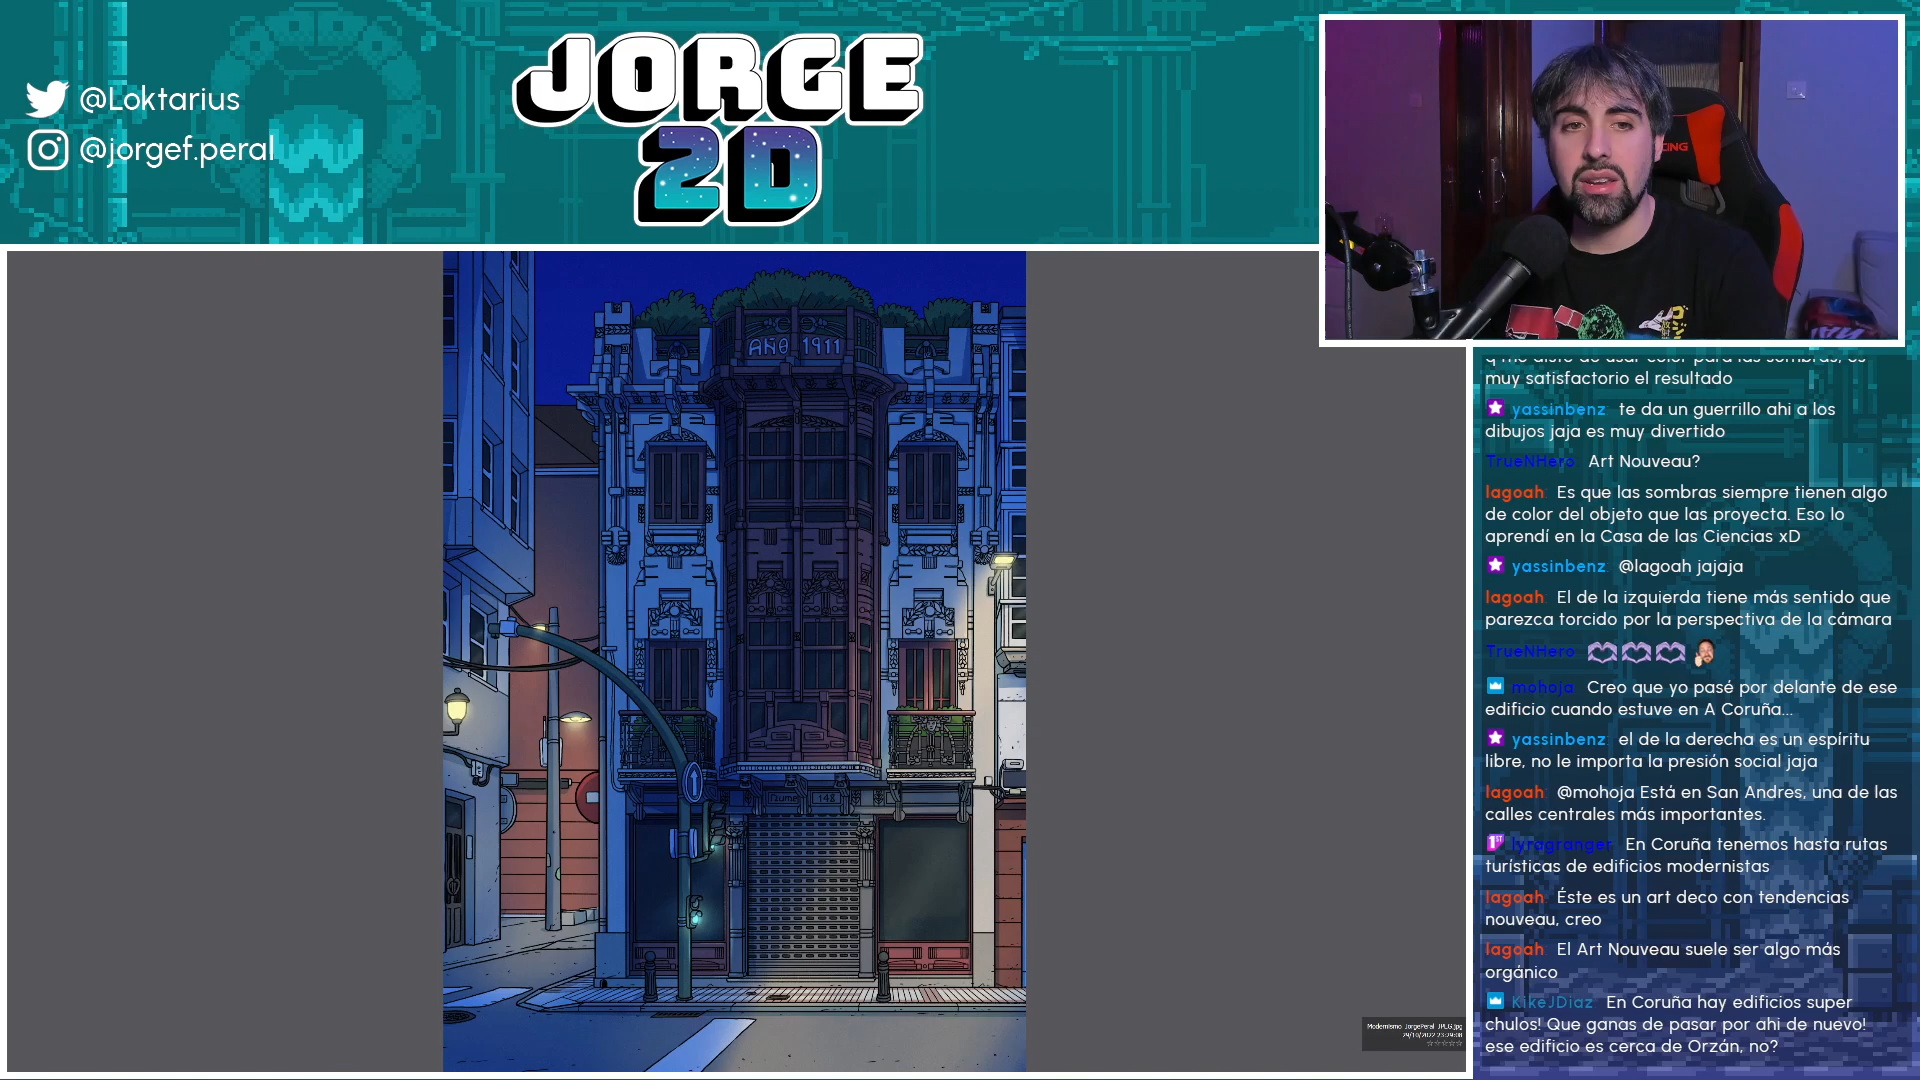 @Loktarius
@jorgef.peral
JORGE
2D
CING
AÑO 1911
148
muy satisfactorio el resultado
yassinbenz te da un guerrillo ahi a los
dibujos jaja es muy divertido
TrueNHero Art Nouveau?
lagoah Es que las sombras siempre tienen algo
de color del objeto que las proyecta. Eso lo
aprendí en la Casa de las Ciencias xD
yassinbenz @lagoah jajaja
lagoah El de la izquierda tiene más sentido que
parezca torcido por la perspectiva de la cámara
TrueNHero
mohoja Creo que yo pasé por delante de ese
edificio cuando estuve en A Coruña...
yassinbenz el de la derecha es un espíritu
libre, no le importa la presión social jaja
lagoah @mohoja Está en San Andres, una de las
calles centrales más importantes.
1ST lyragranger En Coruña tenemos hasta rutas
turísticas de edificios modernistas
lagoah Éste es un art deco con tendencias
nouveau, creo
lagoah El Art Nouveau suele ser algo más
orgánico
KikeJDiaz En Coruña hay edificios super
chulos! Que ganas de pasar por ahi de nuevo!
ese edificio es cerca de Orzán, no?